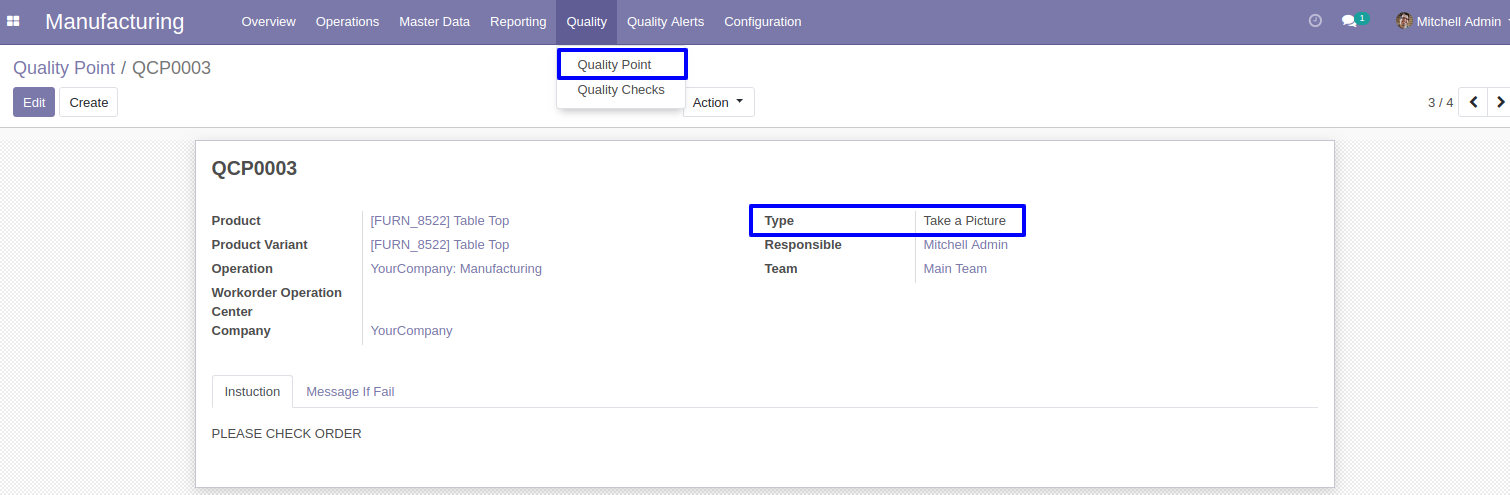 Manufacturing Overview Operations Master Data Reporting Quality Quality Alerts Configuration 1 Mitchell Admin
Quality Point / QCP0003
Quality Point
Quality Checks
Edit Create Action 3 / 4
QCP0003
Product [FURN_8522] Table Top Type Take a Picture
Product Variant [FURN_8522] Table Top Responsible Mitchell Admin
Operation YourCompany: Manufacturing Team Main Team
Workorder Operation
Center
Company YourCompany
Instuction Message If Fail
PLEASE CHECK ORDER